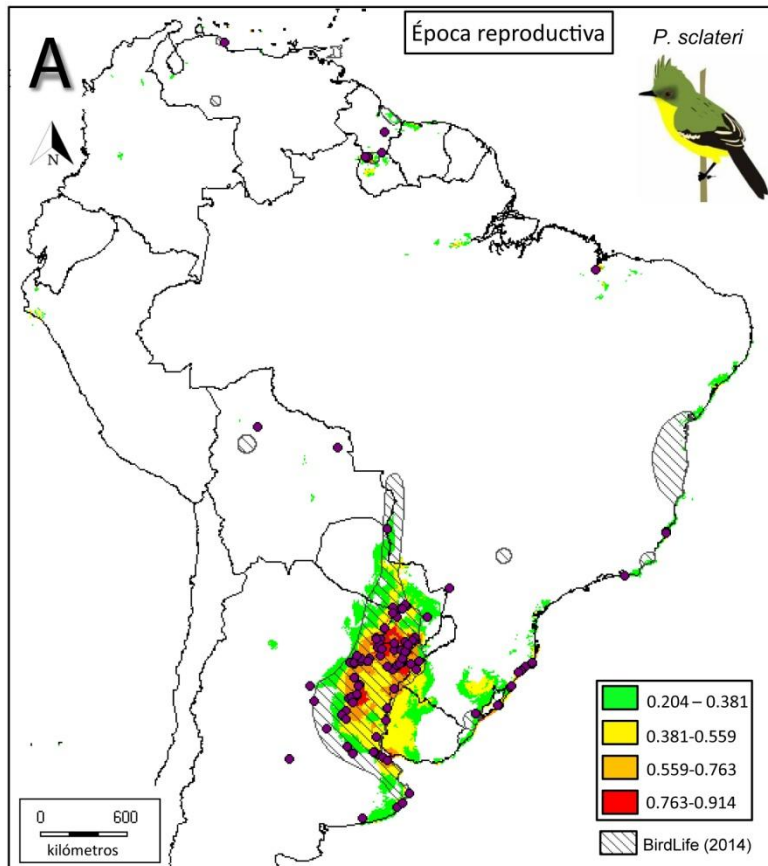 A
Época reproductiva
P. sclateri
N
0.204 – 0.381
0.381-0.559
0.559-0.763
0.763-0.914
BirdLife (2014)
0 600
kilómetros